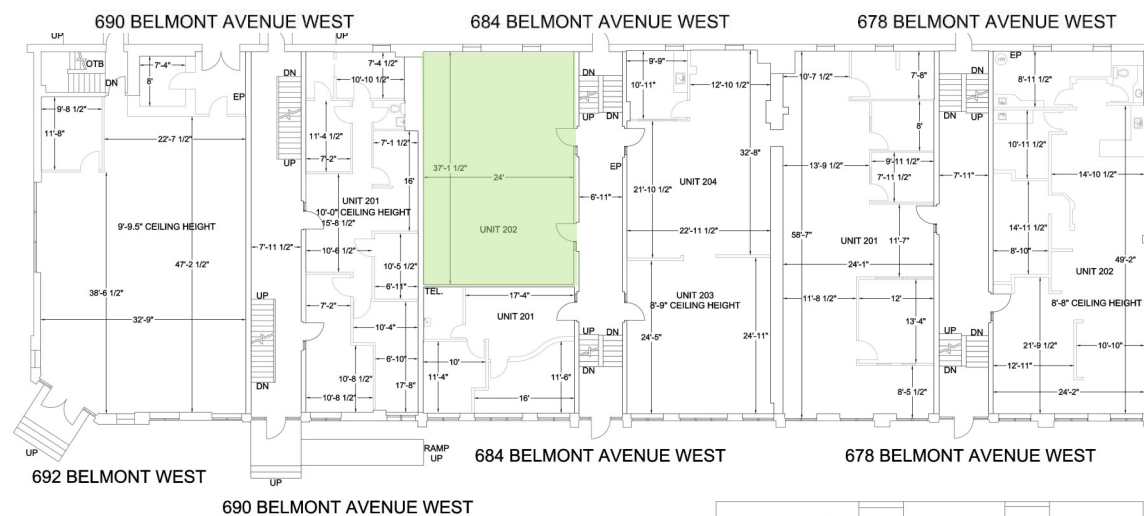 690 BELMONT AVENUE WEST
684 BELMONT AVENUE WEST
678 BELMONT AVENUE WEST
UP
OTB
DN
7'-4"
8'
EP
9'-8 1/2"
11'-8"
22'-7 1/2"
9'-9.5" CEILING HEIGHT
47'-2 1/2"
38'-6 1/2"
32'-9"
UP
DN
UP
7'-11 1/2"
UP
DN
7'-4 1/2"
10'-10 1/2"
11'-4 1/2"
7'-2"
7'-1 1/2"
16'
UNIT 201
10'-0" CEILING HEIGHT
15'-8 1/2"
10'-6 1/2"
10'-5 1/2"
6'-11"
7'-2"
10'-4"
6'-10"
10'-8 1/2"
17'-8"
10'-8 1/2"
37'-1 1/2"
24'
UNIT 202
TEL.
17'-4"
UNIT 201
10'
11'-4"
11'-6"
16'
DN
UP
EP
6'-11"
UP
DN
DN
9'-9"
10'-11"
12'-10 1/2"
32'-8"
UNIT 204
21'-10 1/2"
22'-11 1/2"
UNIT 203
8'-9" CEILING HEIGHT
24'-5"
24'-11"
10'-7 1/2"
7'-8"
8'
13'-9 1/2"
9'-11 1/2"
7'-11 1/2"
58'-7"
11'-7"
UNIT 201
24'-1"
11'-8 1/2"
12'
13'-4"
8'-5 1/2"
DN
DN
UP
7'-11"
UP
DN
DN
EP
8'-11 1/2"
10'-11 1/2"
14'-10 1/2"
14'-11 1/2"
8'-10"
49'-2"
UNIT 202
8'-8" CEILING HEIGHT
21'-9 1/2"
10'-10"
12'-11"
24'-2"
UP
UP
RAMP
UP
692 BELMONT WEST
690 BELMONT AVENUE WEST
684 BELMONT AVENUE WEST
678 BELMONT AVENUE WEST